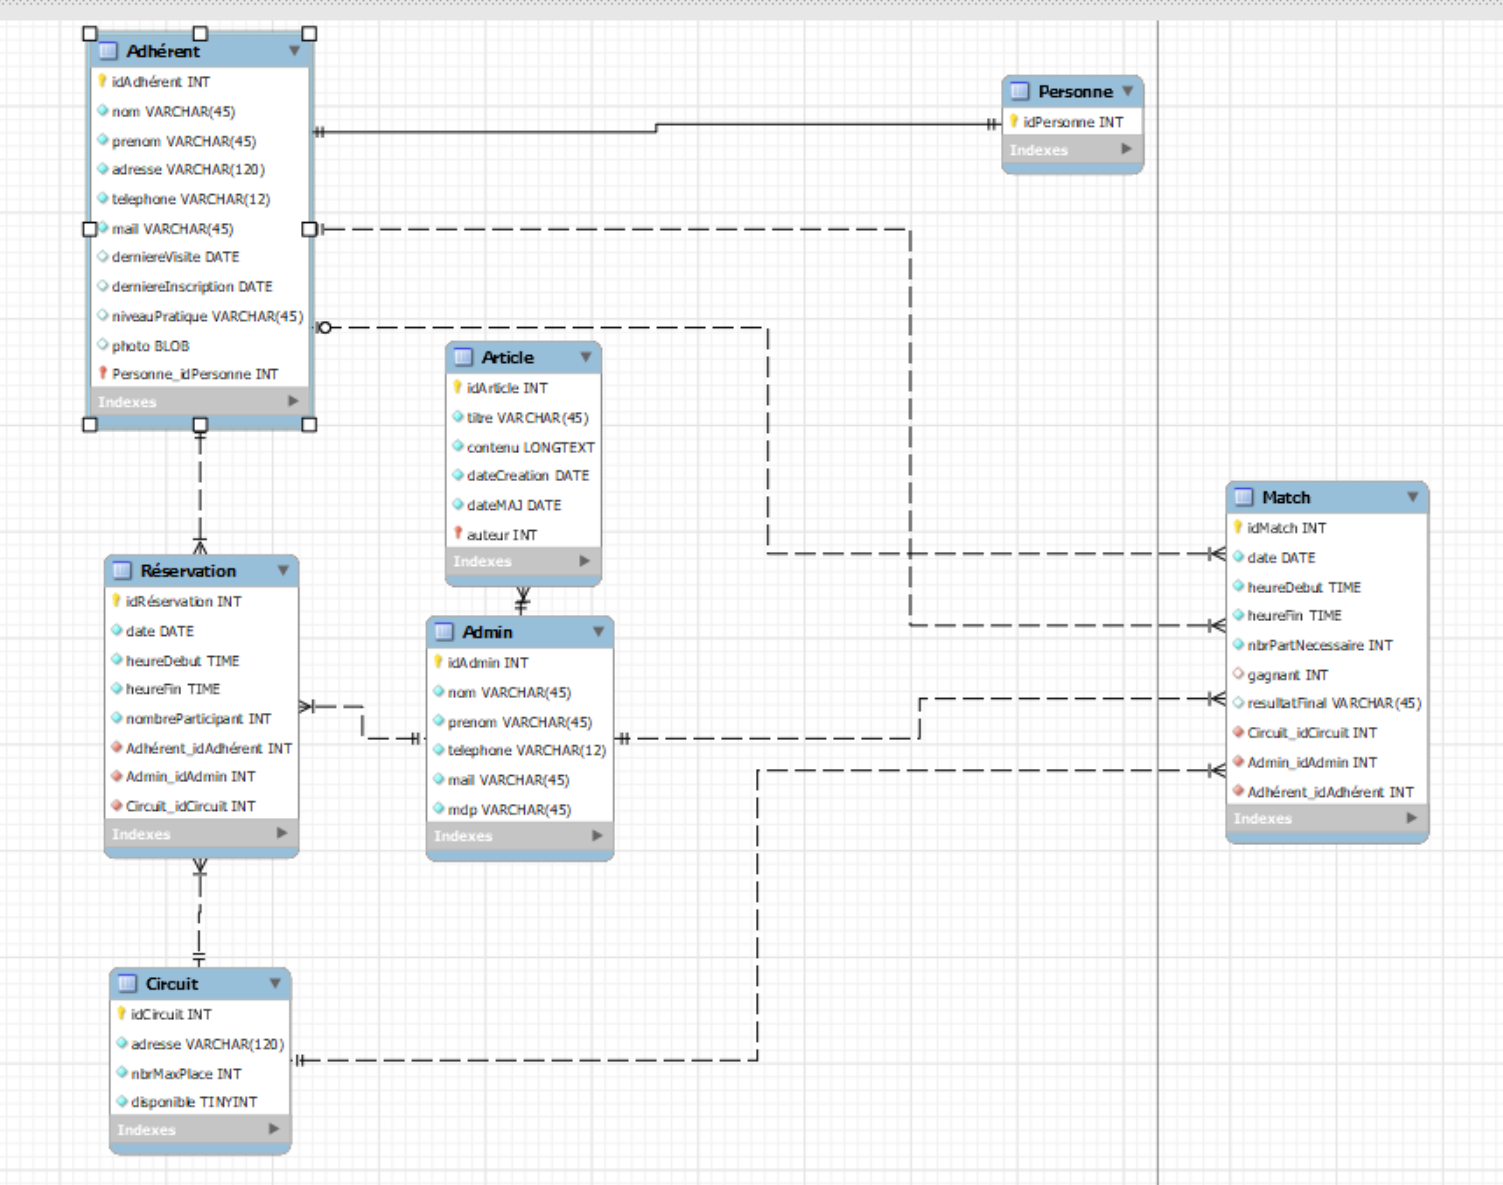 Adhérent
idAdhérent INT
nom VARCHAR(45)
prenom VARCHAR(45)
adresse VARCHAR(120)
telephone VARCHAR(12)
mail VARCHAR(45)
derniereVisite DATE
derniereInscription DATE
niveauPratique VARCHAR(45)
photo BLOB
Personne_idPersonne INT
Indexes
Personne
idPersonne INT
Indexes
Article
idArticle INT
titre VARCHAR(45)
contenu LONGTEXT
dateCreation DATE
dateMAJ DATE
auteur INT
Indexes
Match
idMatch INT
date DATE
heureDebut TIME
heureFin TIME
nbrPartNecessaire INT
gagnant INT
resultatFinal VARCHAR(45)
Circuit_idCircuit INT
Admin_idAdmin INT
Adhérent_idAdhérent INT
Indexes
Réservation
idRéservation INT
date DATE
heureDebut TIME
heureFin TIME
nombreParticipant INT
Adhérent_idAdhérent INT
Admin_idAdmin INT
Circuit_idCircuit INT
Indexes
Admin
idAdmin INT
nom VARCHAR(45)
prenom VARCHAR(45)
telephone VARCHAR(12)
mail VARCHAR(45)
mdp VARCHAR(45)
Indexes
Circuit
idCircuit INT
adresse VARCHAR(120)
nbrMaxPlace INT
disponible TINYINT
Indexes